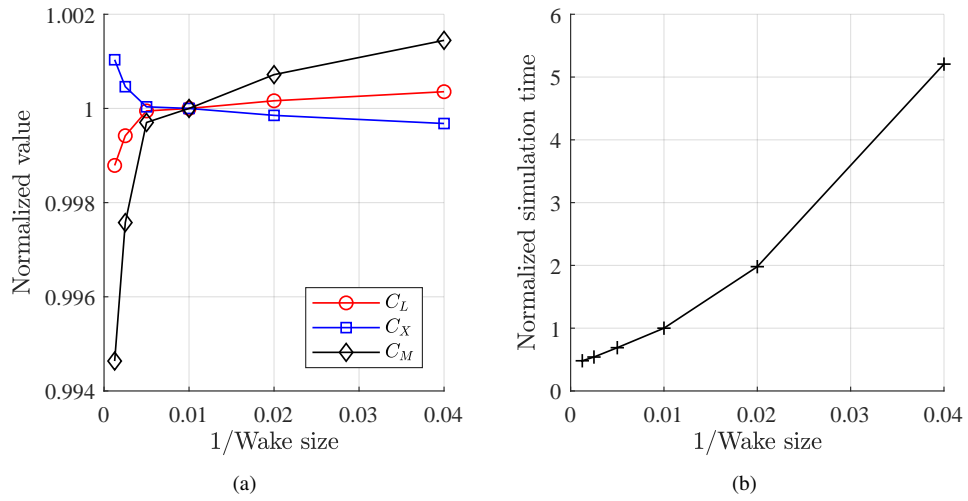 1.002
1
0.998
0.996
0.994
Normalized value
0
0.01
0.02
0.03
0.04
1/Wake size
C_L
C_X
C_M
(a)
6
5
4
3
2
1
0
Normalized simulation time
0
0.01
0.02
0.03
0.04
1/Wake size
(b)